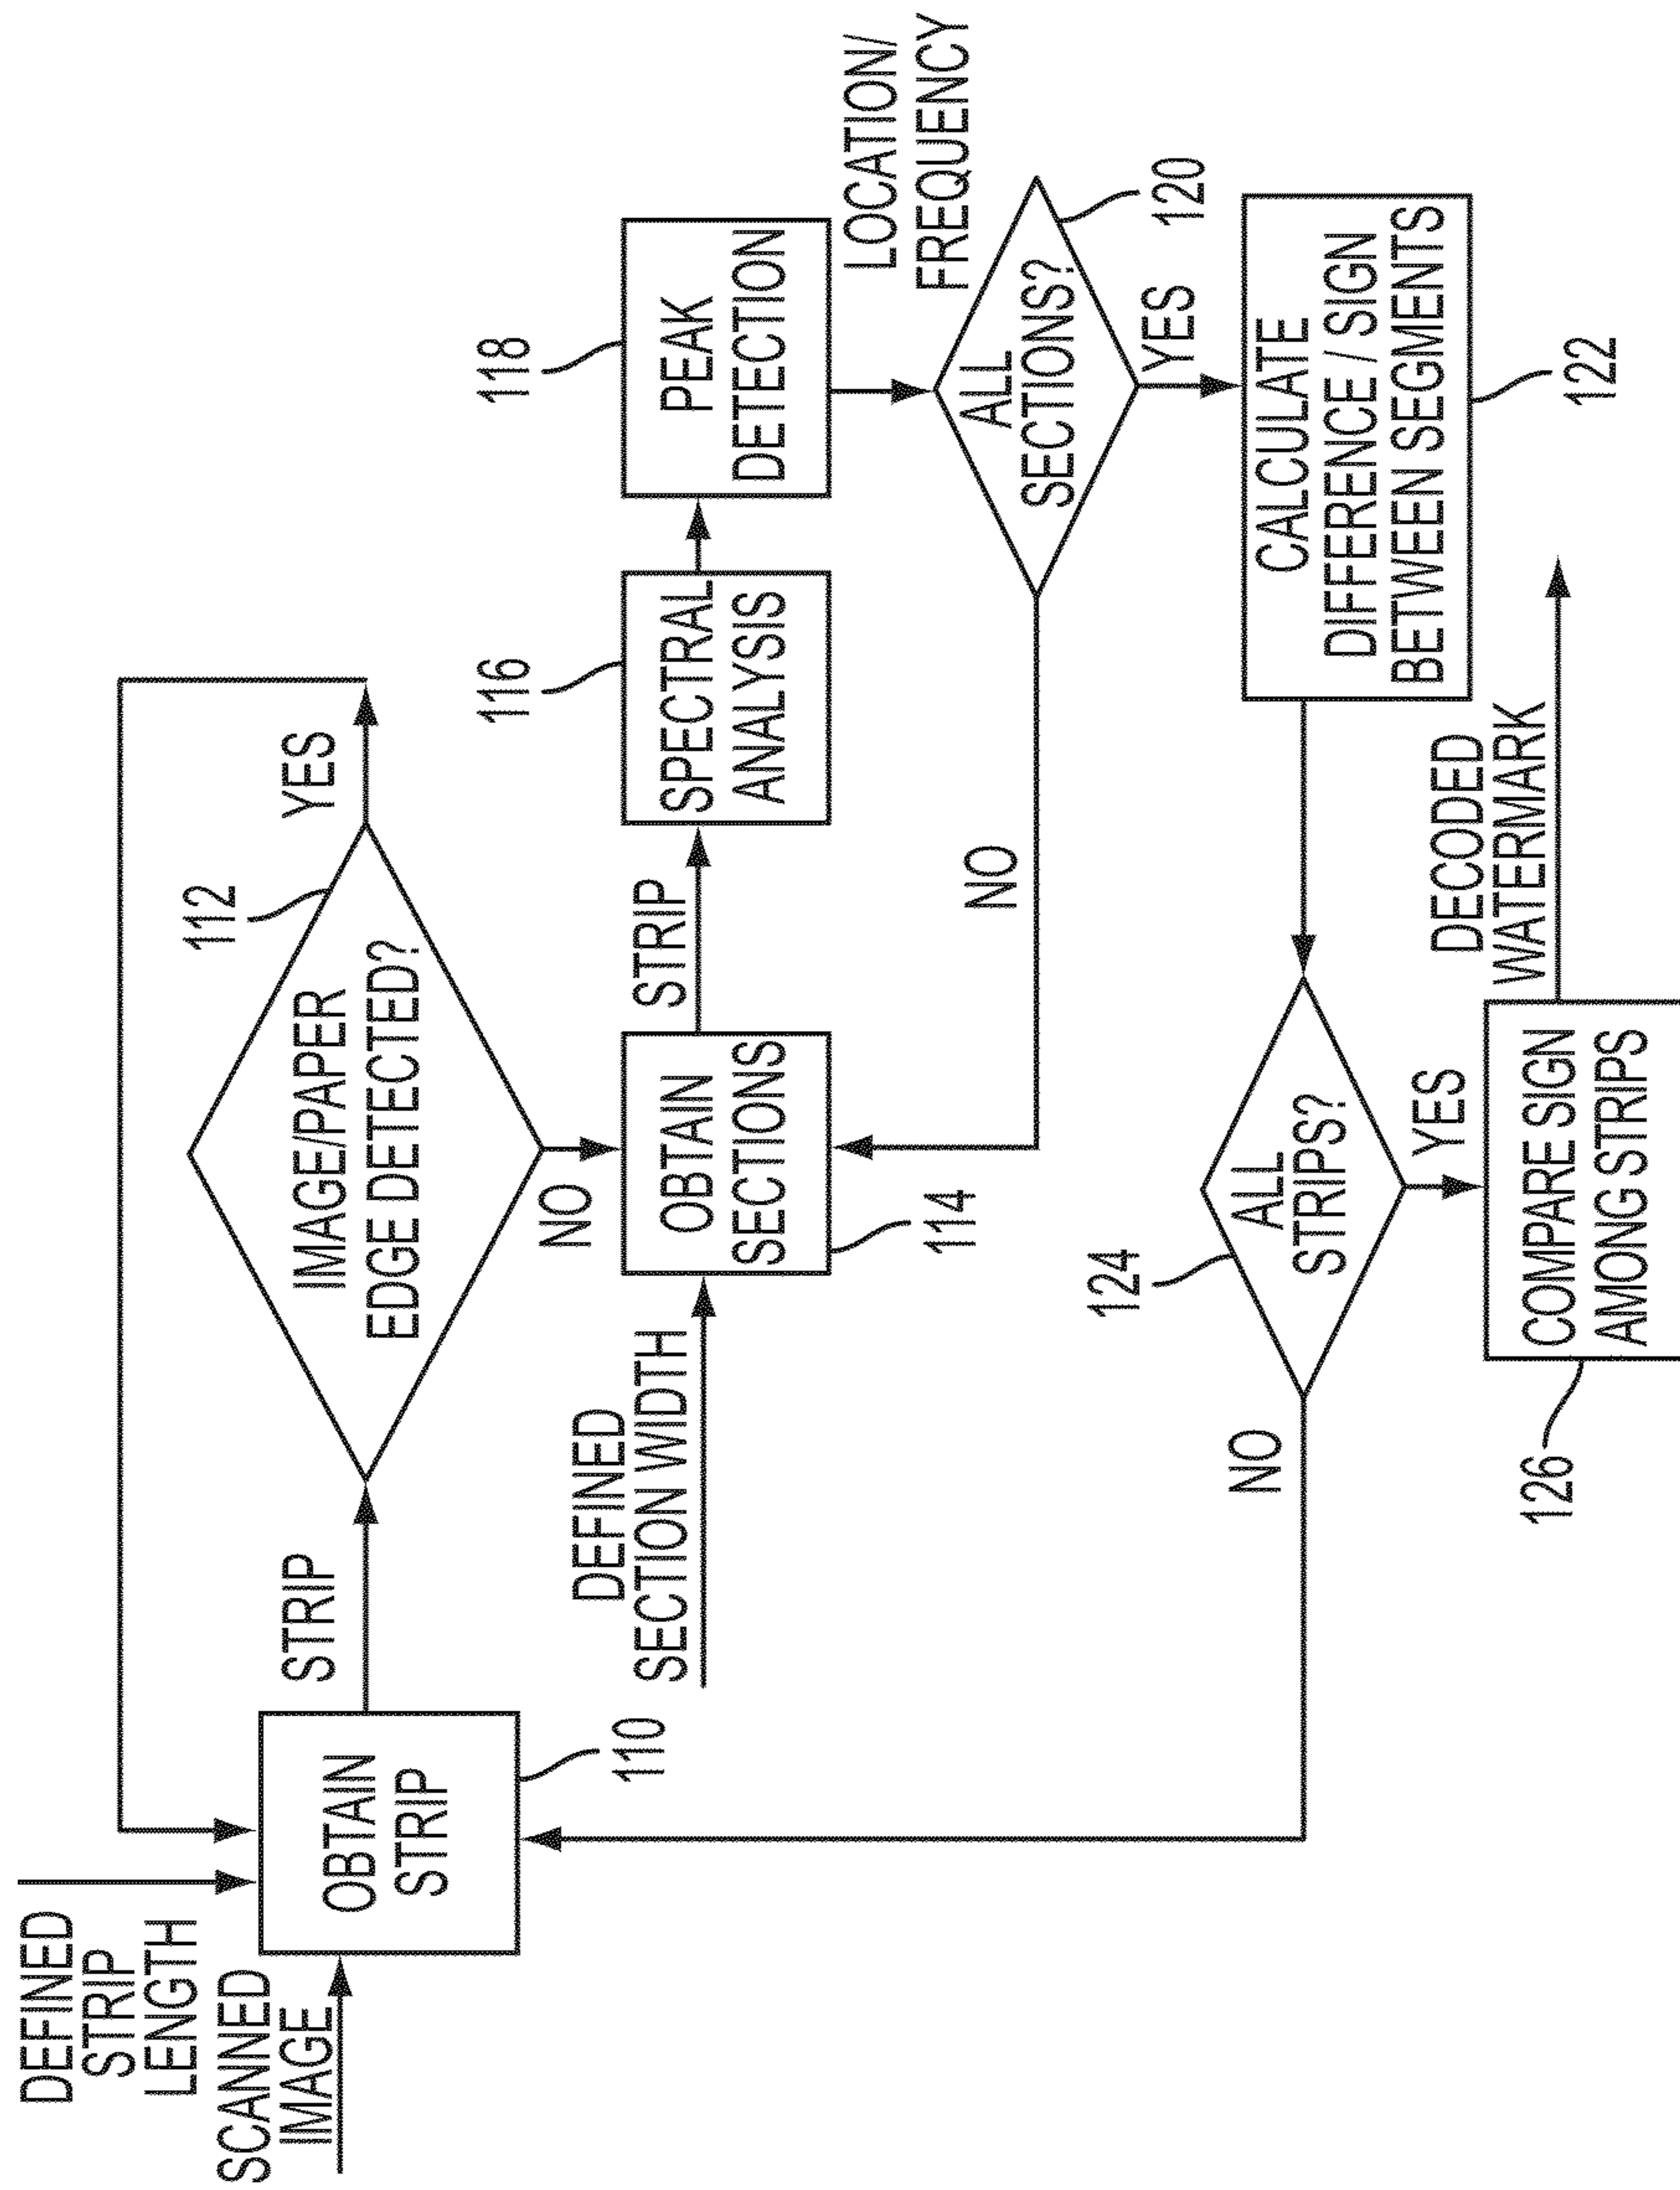 DEFINED
STRIP
LENGTH
SCANNED
IMAGE
OBTAIN
STRIP
110
STRIP
IMAGE/PAPER
EDGE DETECTED?
112
YES
NO
DEFINED
SECTION WIDTH
OBTAIN
SECTIONS
114
STRIP
SPECTRAL
ANALYSIS
116
PEAK
DETECTION
118
LOCATION/
FREQUENCY
ALL
SECTIONS?
120
NO
YES
CALCULATE
DIFFERENCE / SIGN
BETWEEN SEGMENTS
122
ALL
STRIPS?
124
NO
YES
COMPARE SIGN
AMONG STRIPS
126
DECODED
WATERMARK